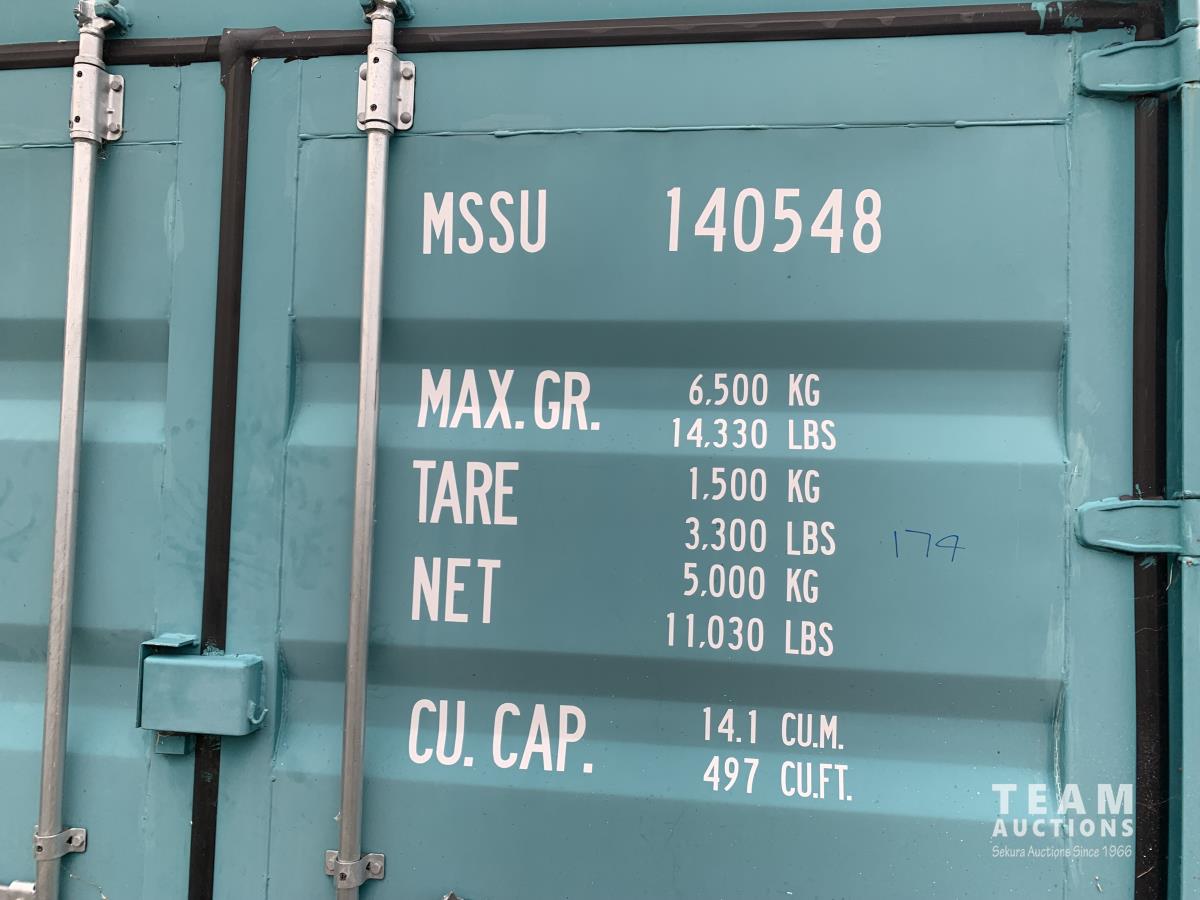 MSSU 140548
MAX.GR. 6,500 KG
14,330 LBS
TARE 1,500 KG
3,300 LBS
174
NET 5,000 KG
11,030 LBS
CU. CAP. 14.1 CU.M.
497 CU.FT.
TEAM
AUCTIONS
Sekura Auctions Since 1966